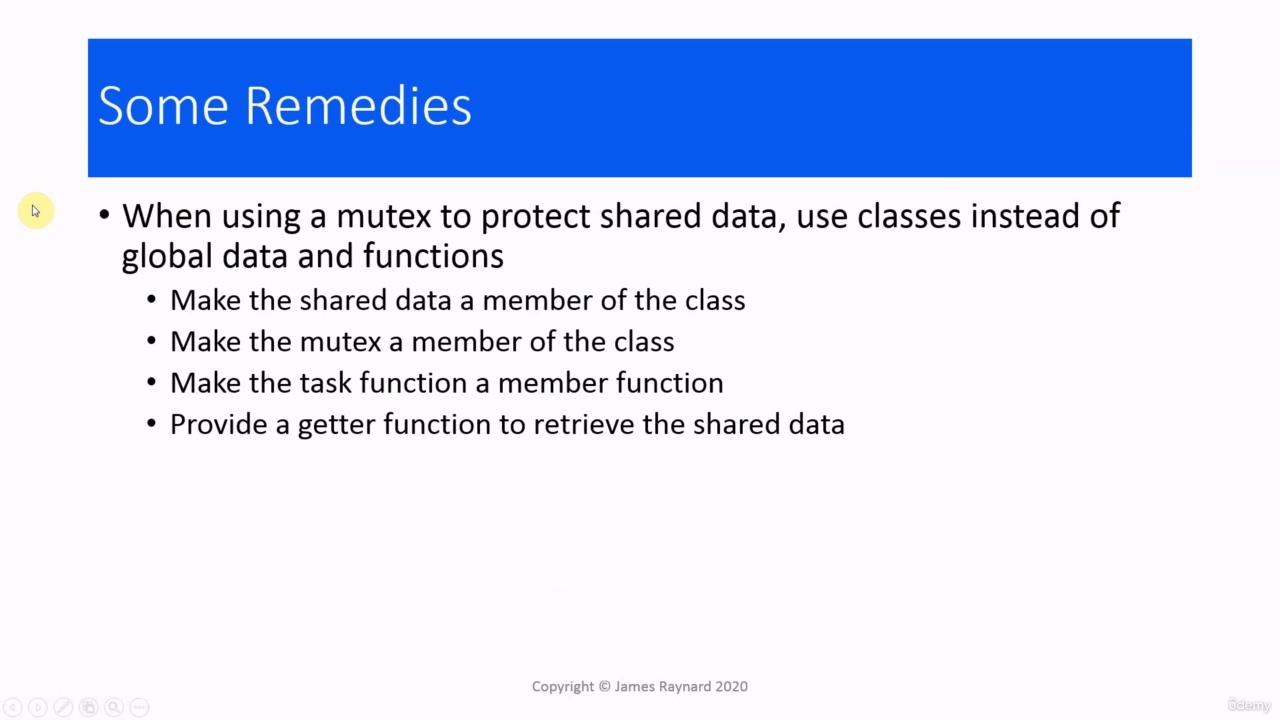 Some Remedies
• When using a mutex to protect shared data, use classes instead of
global data and functions
• Make the shared data a member of the class
• Make the mutex a member of the class
• Make the task function a member function
• Provide a getter function to retrieve the shared data
Copyright © James Raynard 2020
ûdemy